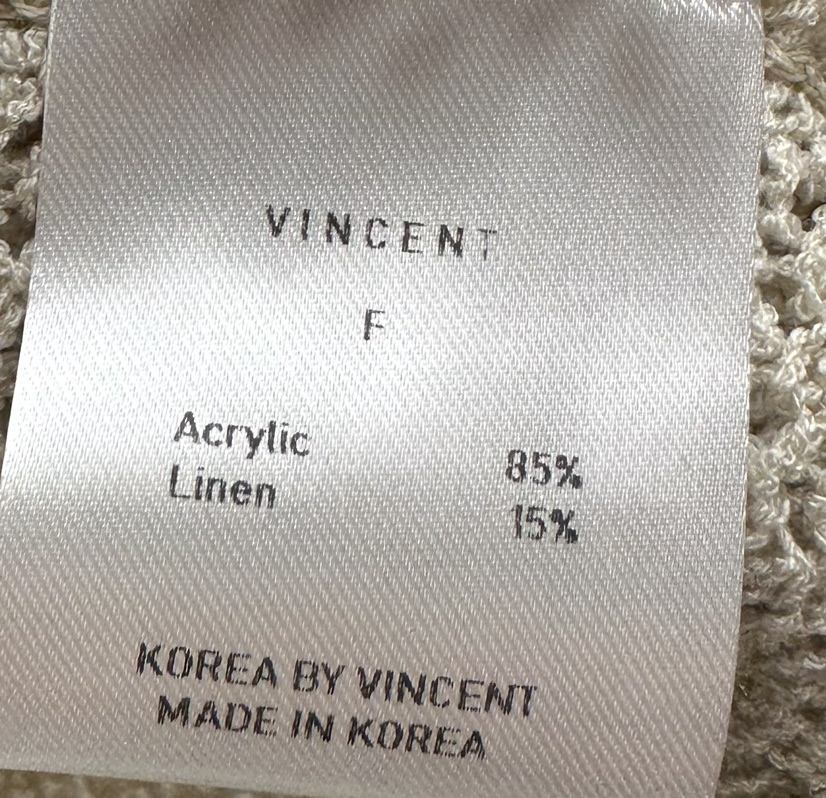 VINCENT
F
Acrylic 85%
Linen 15%
KOREA BY VINCENT
MADE IN KOREA